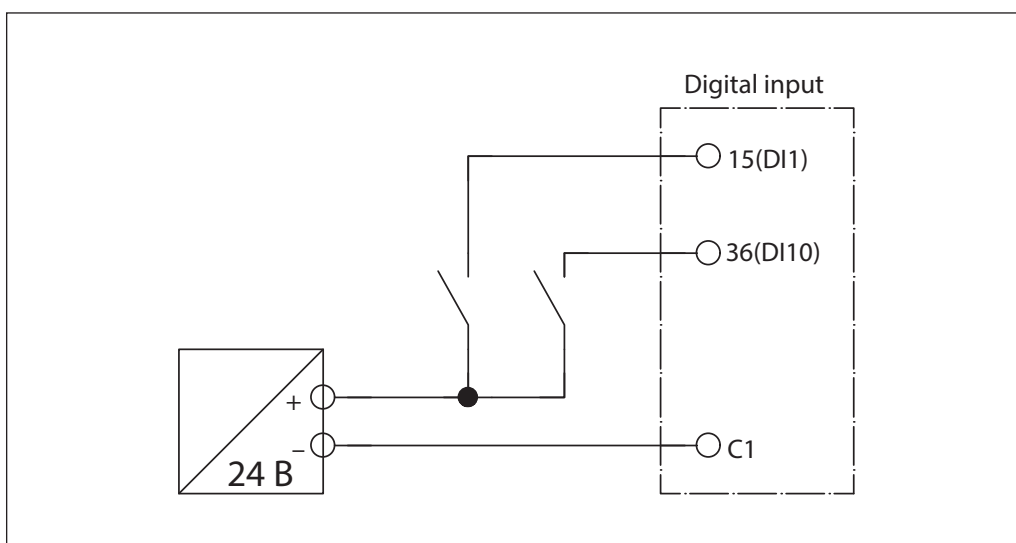 Digital input
15(DI1)
36(DI10)
+
–
24 В
C1